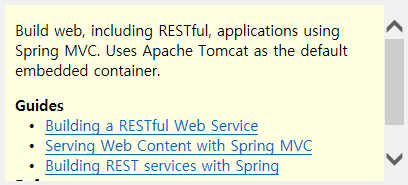 Build web, including RESTful, applications using
Spring MVC. Uses Apache Tomcat as the default
embedded container.
Guides
• Building a RESTful Web Service
• Serving Web Content with Spring MVC
• Building REST services with Spring